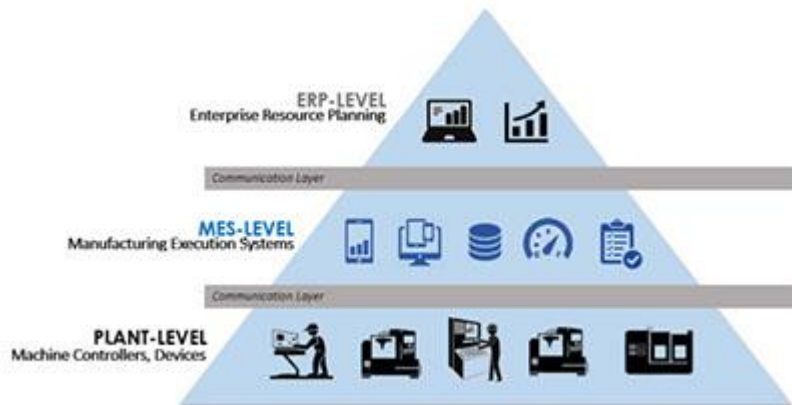 ERP-LEVEL
Enterprise Resource Planning
Communication Layer
MES-LEVEL
Manufacturing Execution Systems
Communication Layer
PLANT-LEVEL
Machine Controllers, Devices